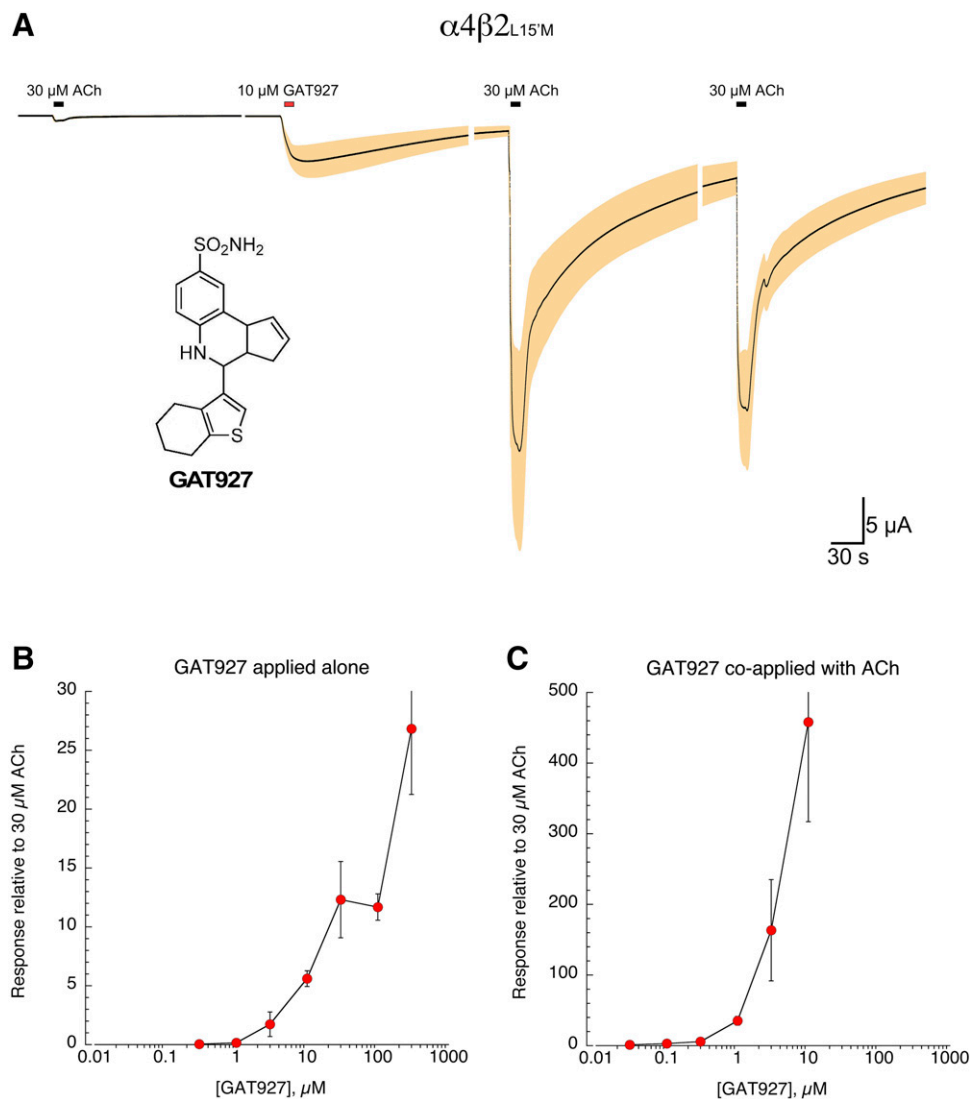 A
α4β2L15'M
30 µM ACh
10 µM GAT927
30 µM ACh
30 µM ACh
SO2NH2
HN
S
GAT927
5 µA
30 s
B
GAT927 applied alone
30
25
20
15
10
5
0
Response relative to 30 µM ACh
0.01
0.1
1
10
100
1000
[GAT927], µM
C
GAT927 co-applied with ACh
500
400
300
200
100
0
Response relative to 30 µM ACh
0.01
0.1
1
10
100
1000
[GAT927], µM